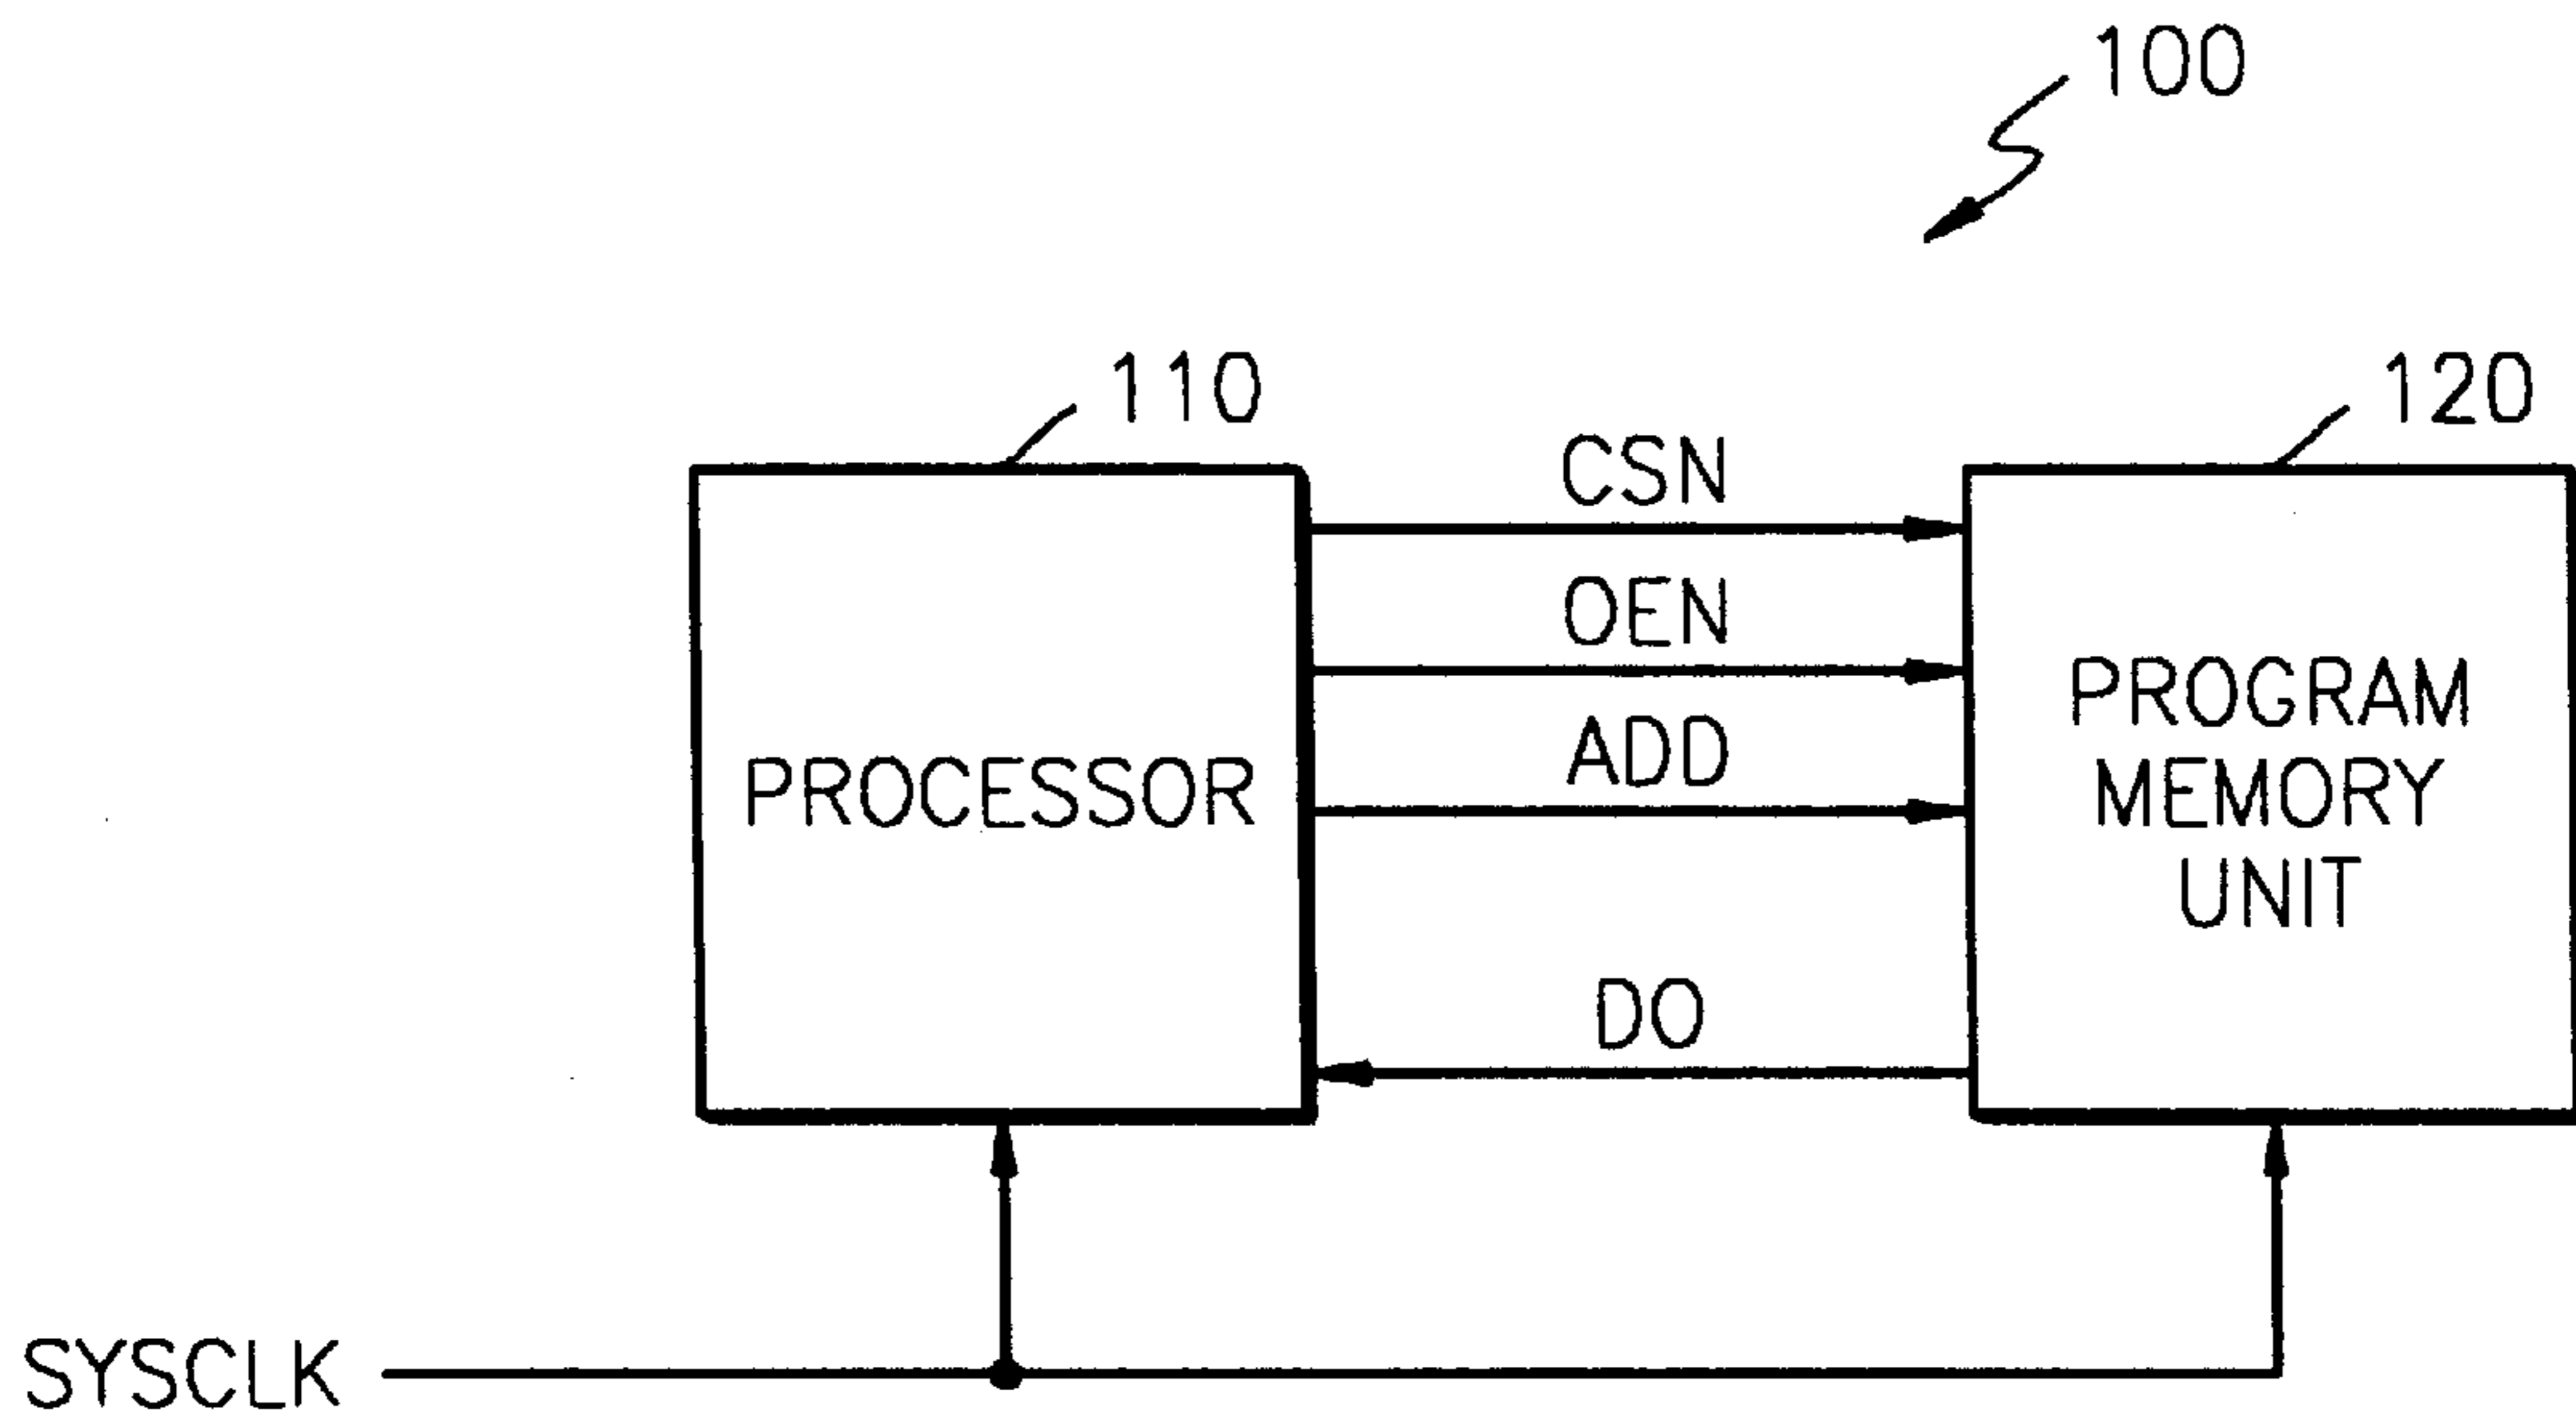 100
110
120
CSN
OEN
ADD
PROCESSOR
PROGRAM
MEMORY
UNIT
DO
SYSCLK